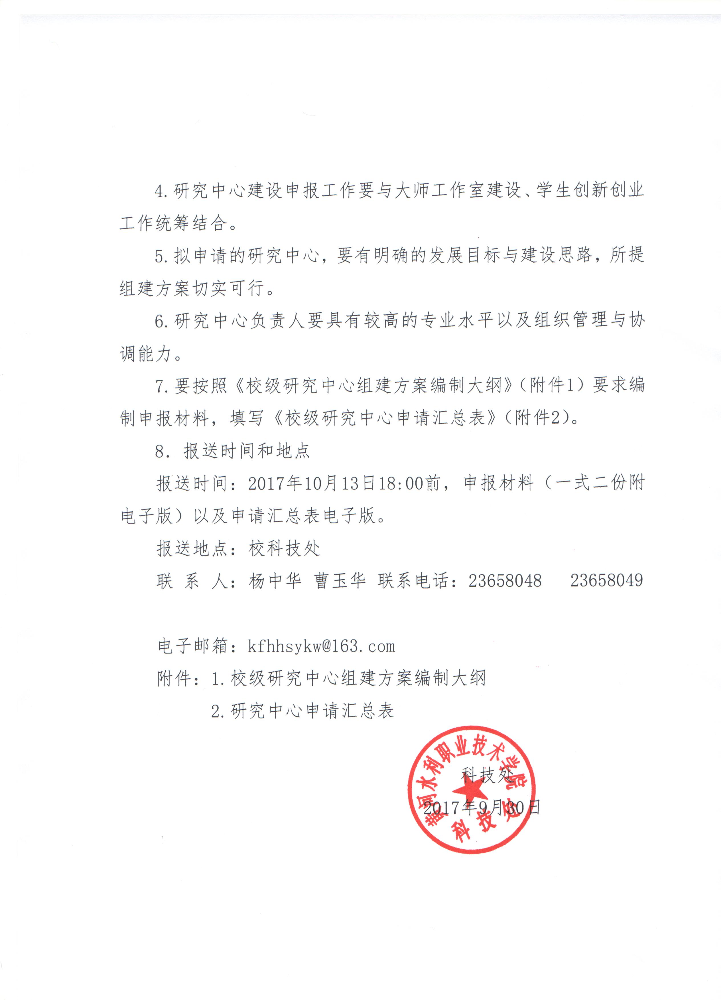 4.研究中心建设申报工作要与大师工作室建设、学生创新创业
工作统筹结合。
5.拟申请的研究中心，要有明确的发展目标与建设思路，所提
组建方案切实可行。
6.研究中心负责人要具有较高的专业水平以及组织管理与协
调能力。
7.要按照《校级研究中心组建方案编制大纲》（附件1）要求编
制申报材料，填写《校级研究中心申请汇总表》（附件2）。
8. 报送时间和地点
报送时间：2017年10月13日18:00前，申报材料（一式二份附
电子版）以及申请汇总表电子版。
报送地点：校科技处
联 系 人：杨中华 曹玉华 联系电话：23658048 23658049
电子邮箱：kfhhsykw@163.com
附件：1.校级研究中心组建方案编制大纲
2.研究中心申请汇总表
黄河水利职业技术学院
科技处
2017年9月30日
科技处